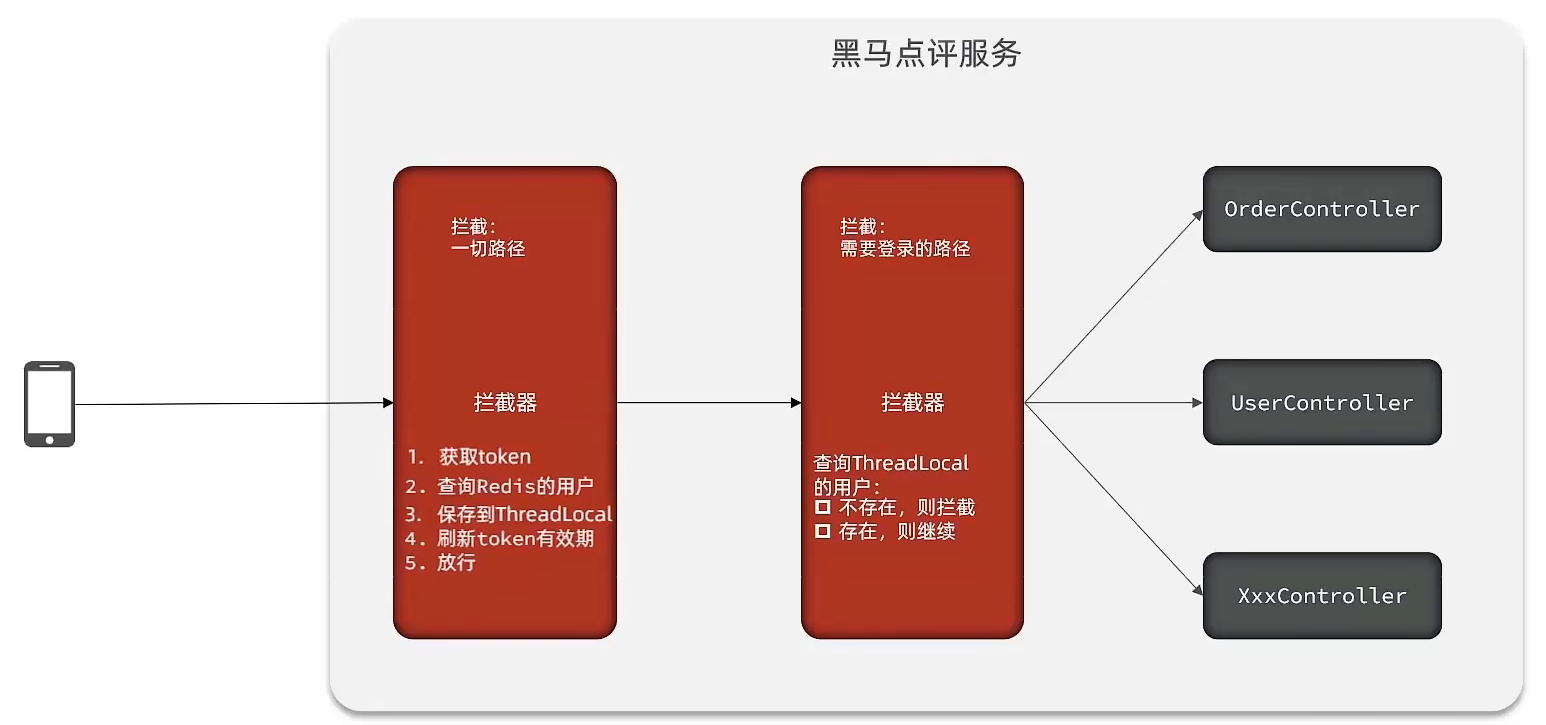 黑马点评服务
拦截：
一切路径
拦截器
1. 获取token
2. 查询Redis的用户
3. 保存到ThreadLocal
4. 刷新token有效期
5. 放行
拦截：
需要登录的路径
拦截器
查询ThreadLocal
的用户：
不存在，则拦截
存在，则继续
OrderController
UserController
XxxController